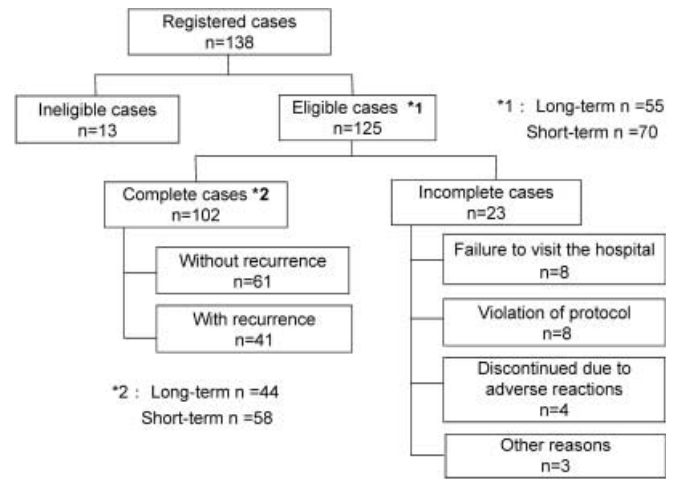 Registered cases
n=138
Ineligible cases
n=13
Eligible cases *1
n=125
*1 : Long-term n =55
Short-term n =70
Complete cases *2
n=102
Incomplete cases
n=23
Without recurrence
n=61
With recurrence
n=41
*2 : Long-term n =44
Short-term n =58
Failure to visit the hospital
n=8
Violation of protocol
n=8
Discontinued due to
adverse reactions
n=4
Other reasons
n=3